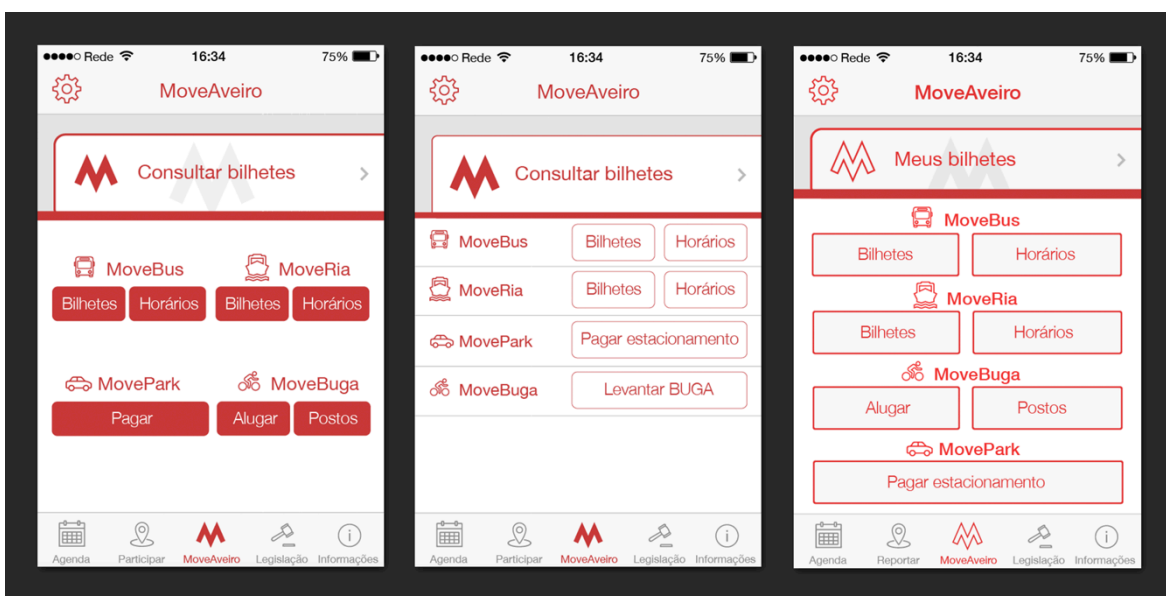 Rede 16:34 75%
MoveAveiro
Consultar bilhetes
MoveBus MoveRia
Bilhetes Horários Bilhetes Horários
MovePark MoveBuga
Pagar Alugar Postos
Agenda Participar MoveAveiro Legislação Informações
Rede 16:34 75%
MoveAveiro
Consultar bilhetes
MoveBus Bilhetes Horários
MoveRia Bilhetes Horários
MovePark Pagar estacionamento
MoveBuga Levantar BUGA
Agenda Participar MoveAveiro Legislação Informações
Rede 16:34 75%
MoveAveiro
Meus bilhetes
MoveBus
Bilhetes Horários
MoveRia
Bilhetes Horários
MoveBuga
Alugar Postos
MovePark
Pagar estacionamento
Agenda Reportar MoveAveiro Legislação Informações